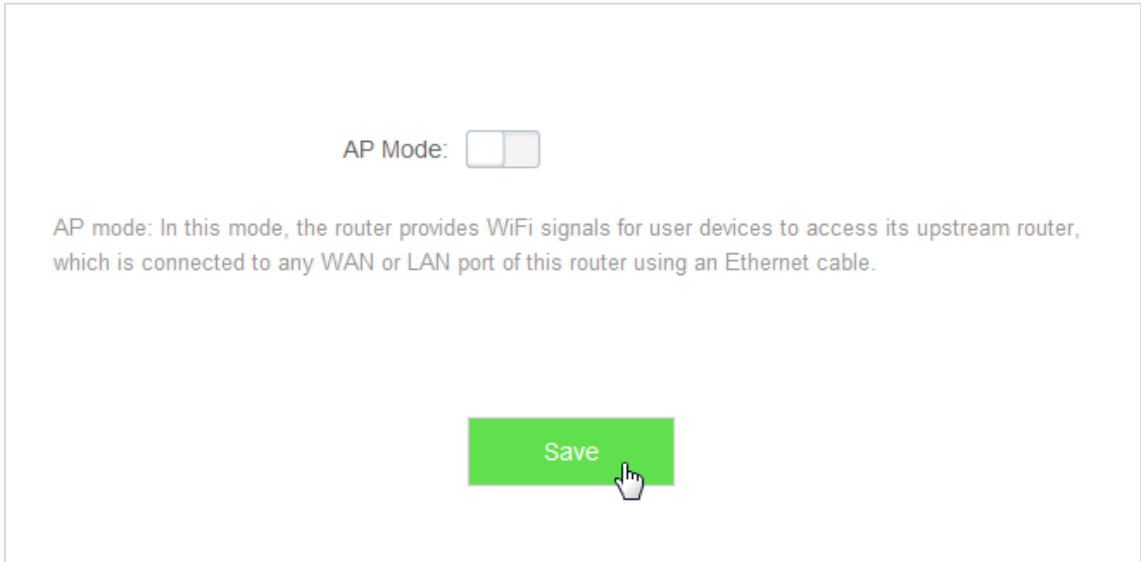 AP Mode:
AP mode: In this mode, the router provides WiFi signals for user devices to access its upstream router,
which is connected to any WAN or LAN port of this router using an Ethernet cable.
Save